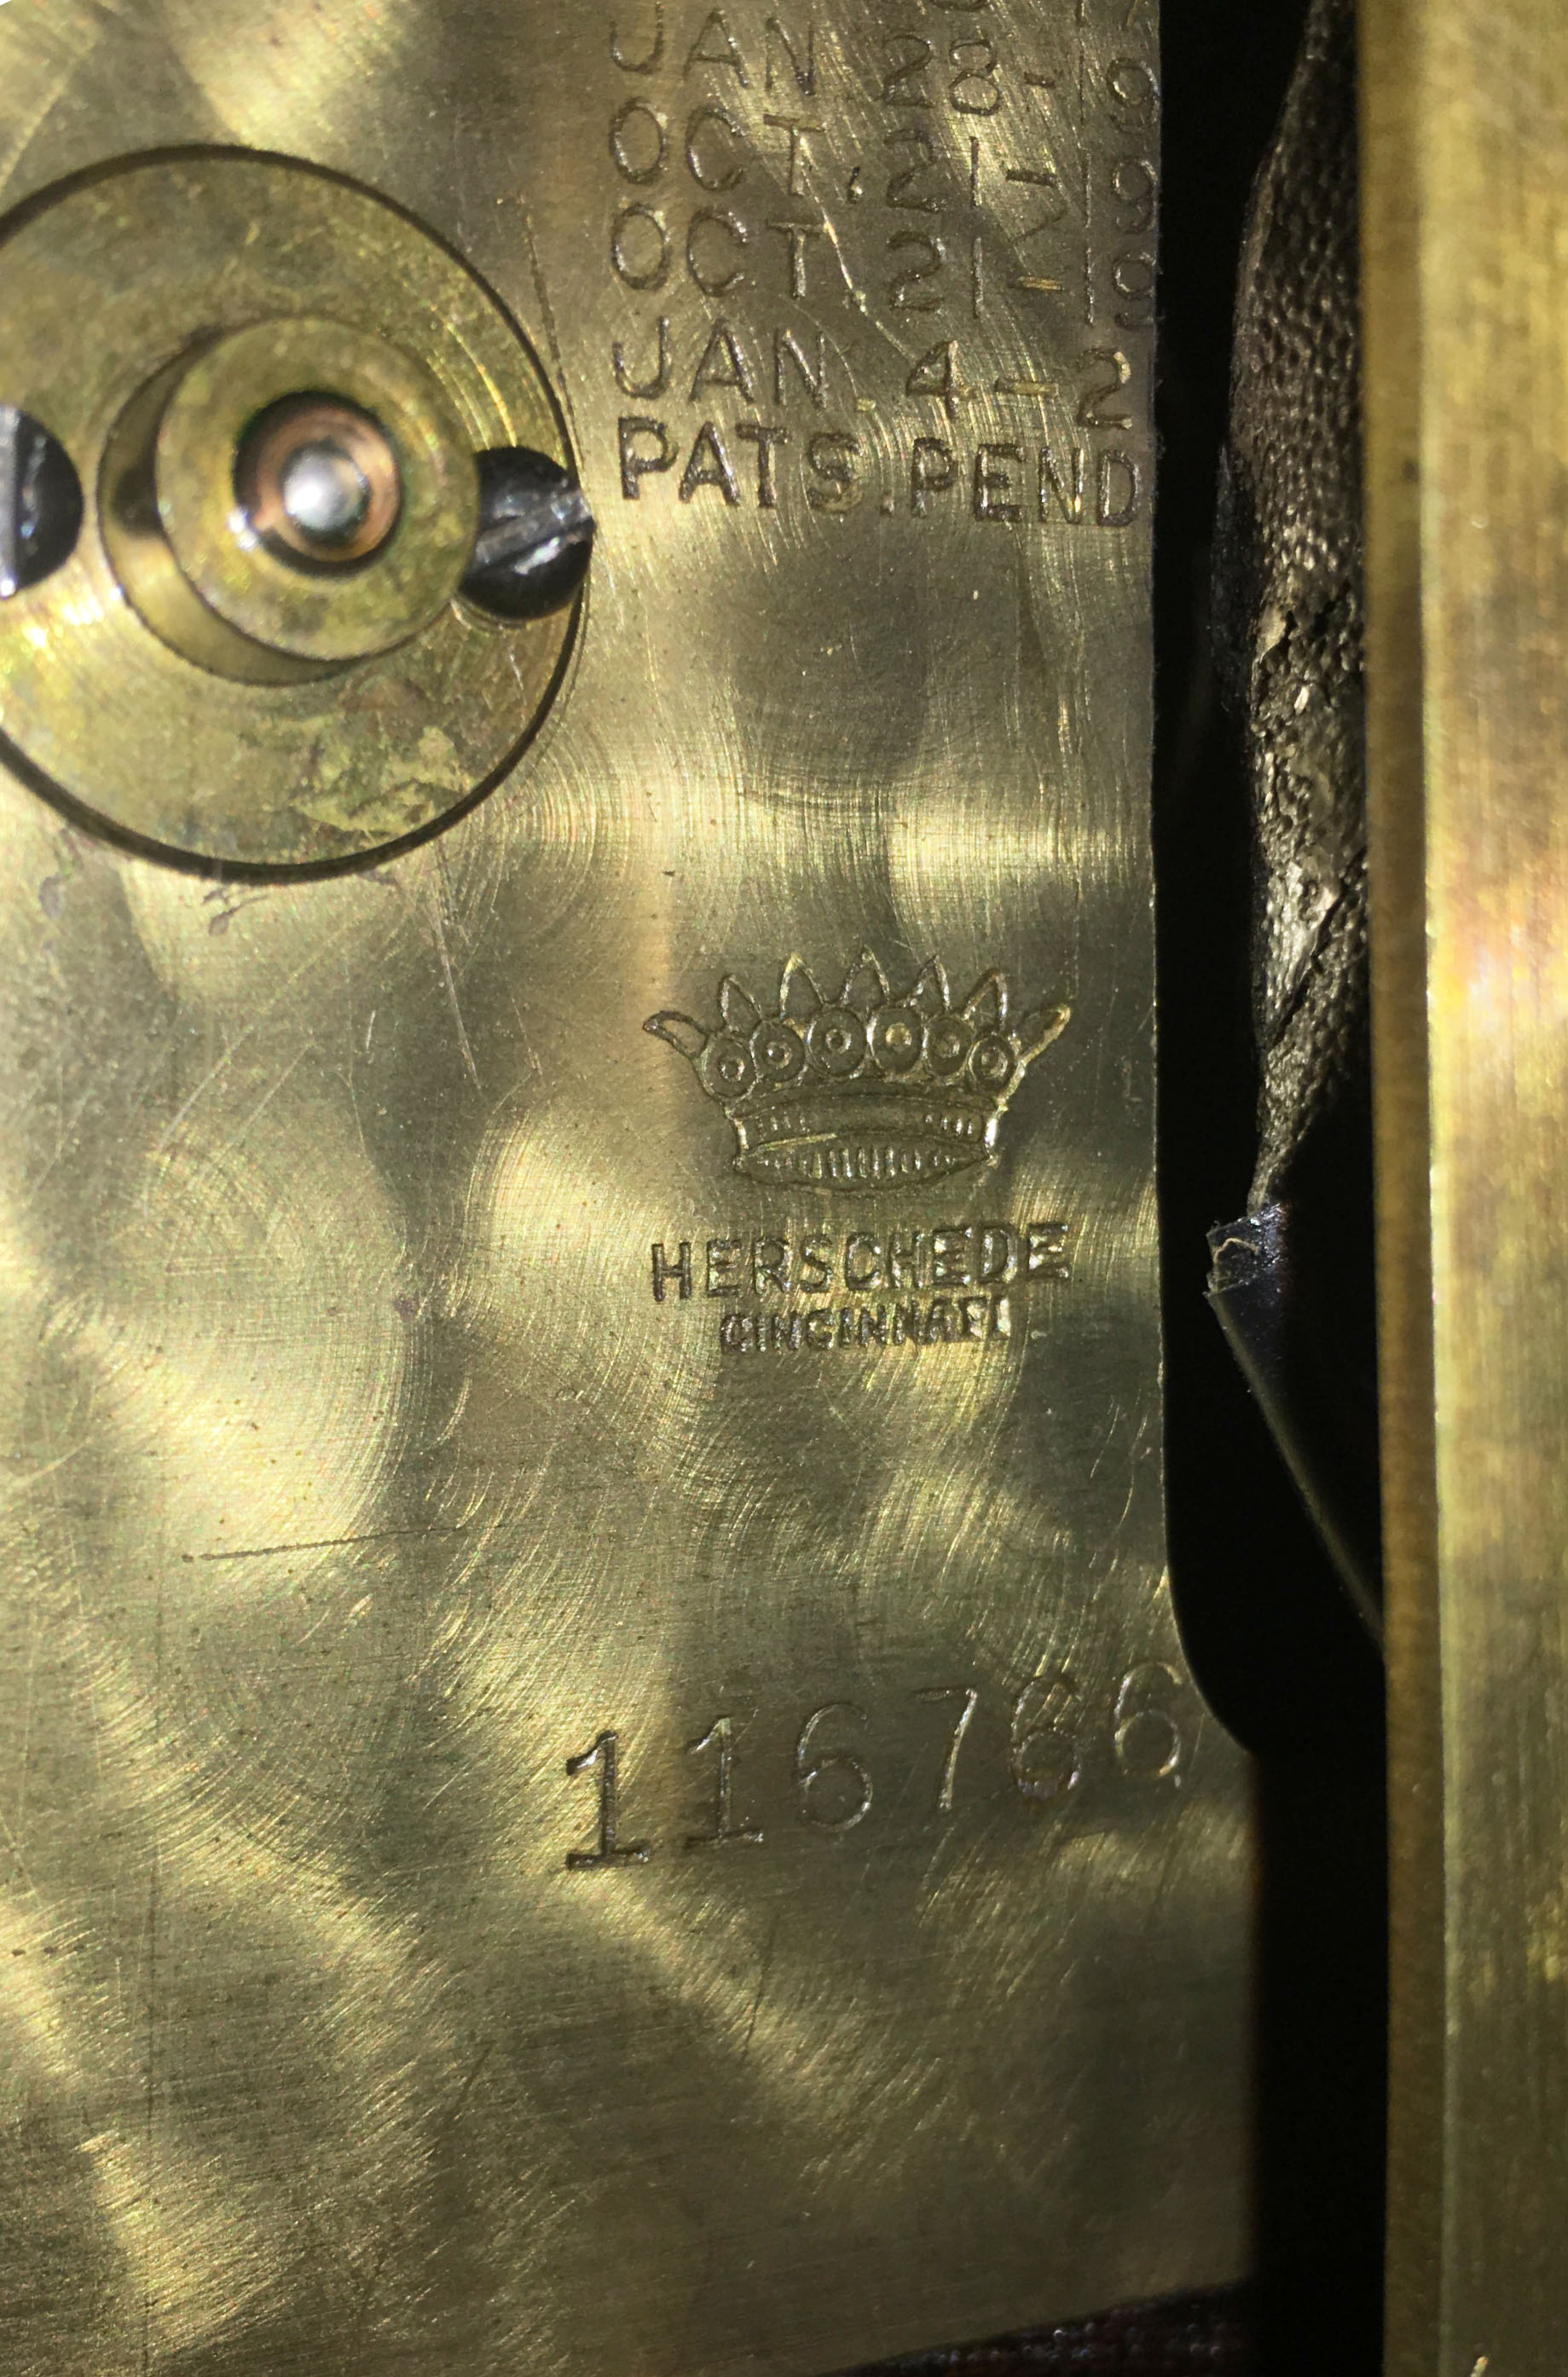 JAN. 28-19
OCT. 21-19
OCT. 21-19
JAN. 4-2
PATS. PEND
HERSCHEDE
CINCINNATI
116766